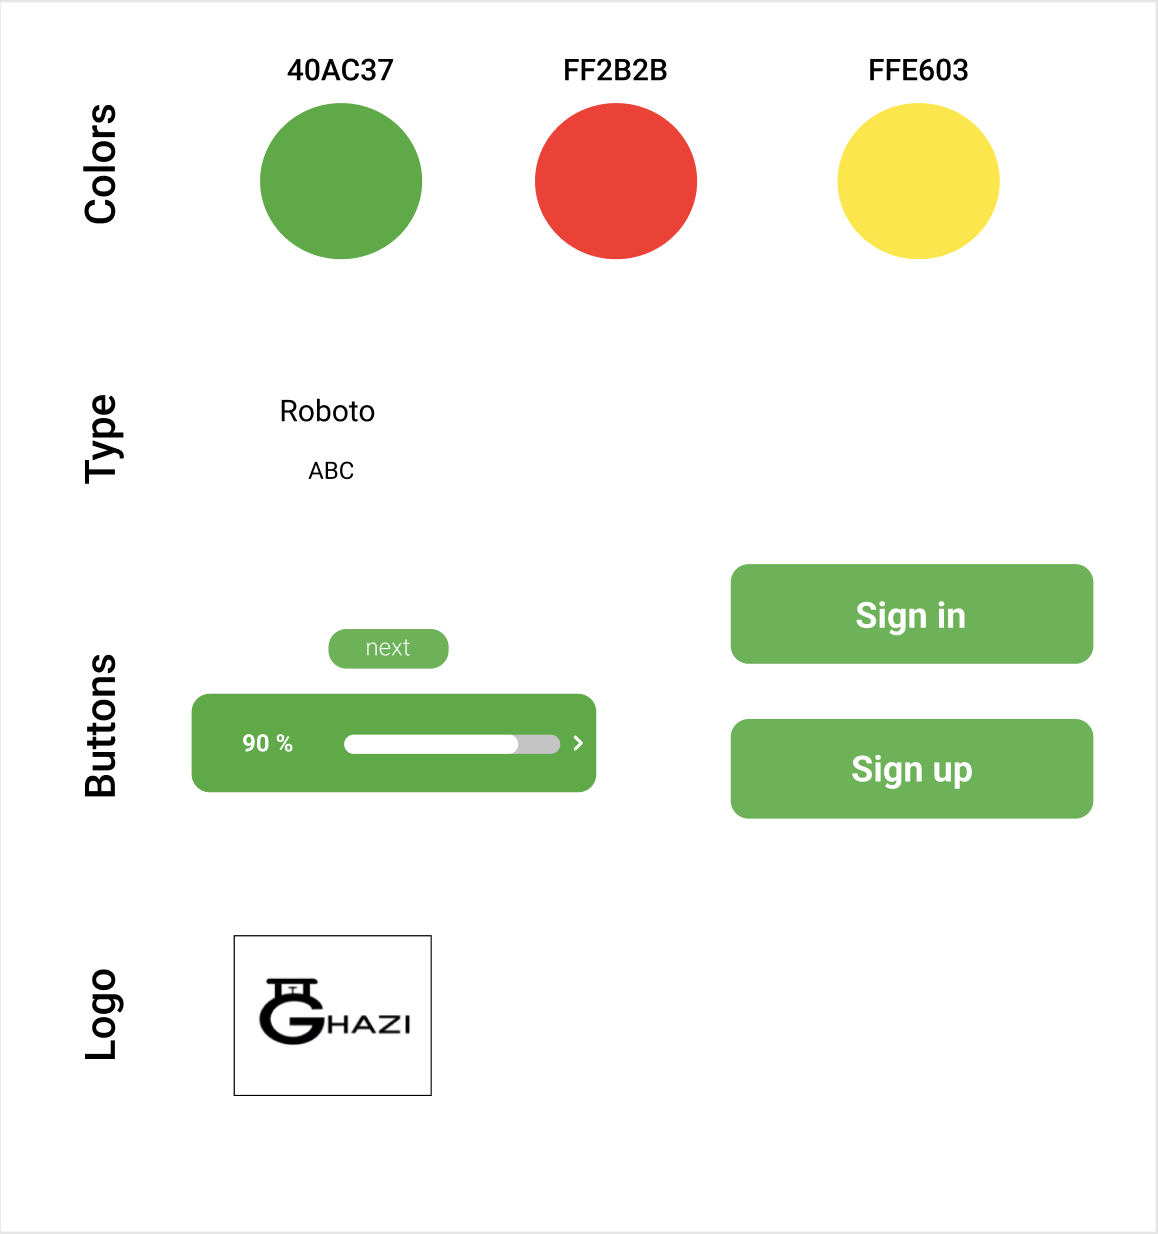 Colors
40AC37
FF2B2B
FFE603
Type
Roboto
ABC
Buttons
next
90 %
Sign in
Sign up
Logo
GHAZI